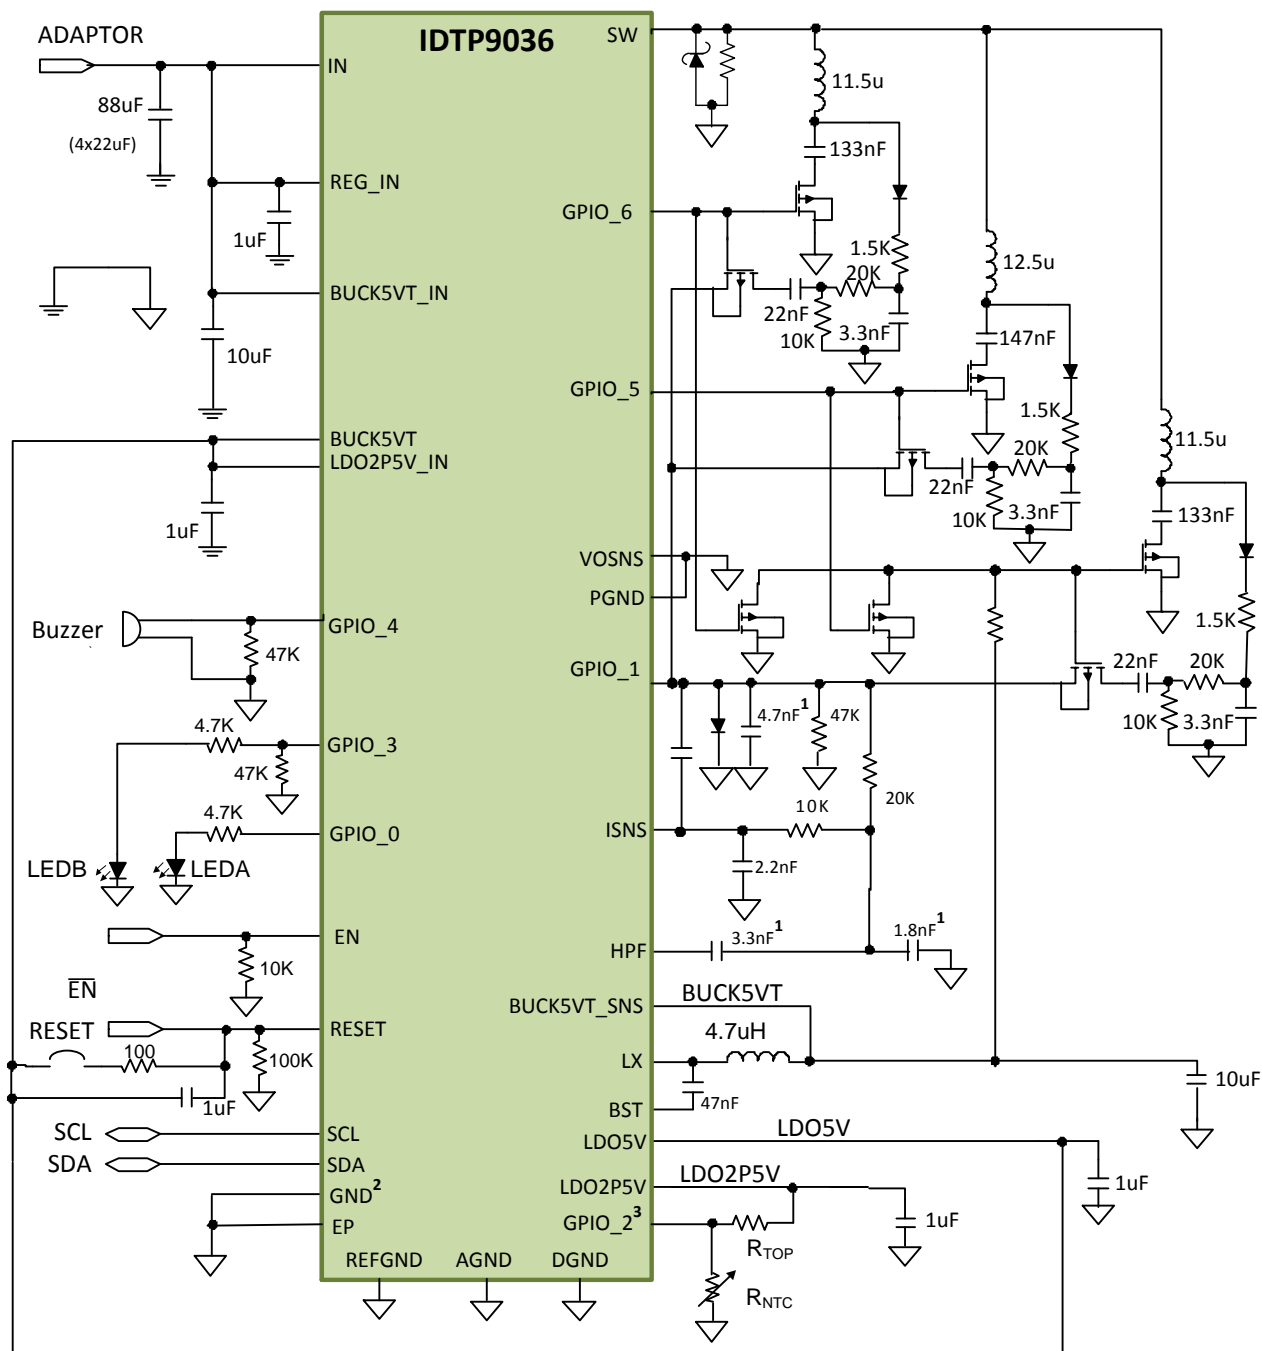 ADAPTOR
IDTP9036
SW
IN
88uF
(4x22uF)
11.5u
133nF
REG_IN
GPIO_6
1uF
1.5K
20K
12.5u
BUCK5VT_IN
22nF
10K
3.3nF
147nF
10uF
GPIO_5
1.5K
BUCK5VT
LDO2P5V_IN
20K
11.5u
22nF
10K
3.3nF
133nF
1uF
VOSNS
PGND
Buzzer
GPIO_4
1.5K
47K
GPIO_1
22nF
20K
4.7nF1
47K
10K
3.3nF
4.7K
GPIO_3
47K
20K
4.7K
10K
GPIO_0
ISNS
LEDB
LEDA
2.2nF
EN
3.3nF1
1.8nF1
HPF
10K
EN
BUCK5VT
BUCK5VT_SNS
RESET
RESET
4.7uH
100
100K
LX
10uF
1uF
47nF
BST
SCL
SCL
LDO5V
LDO5V
SDA
SDA
1uF
GND2
LDO2P5V
LDO2P5V
EP
GPIO_23
1uF
RTOP
REFGND
AGND
DGND
RNTC